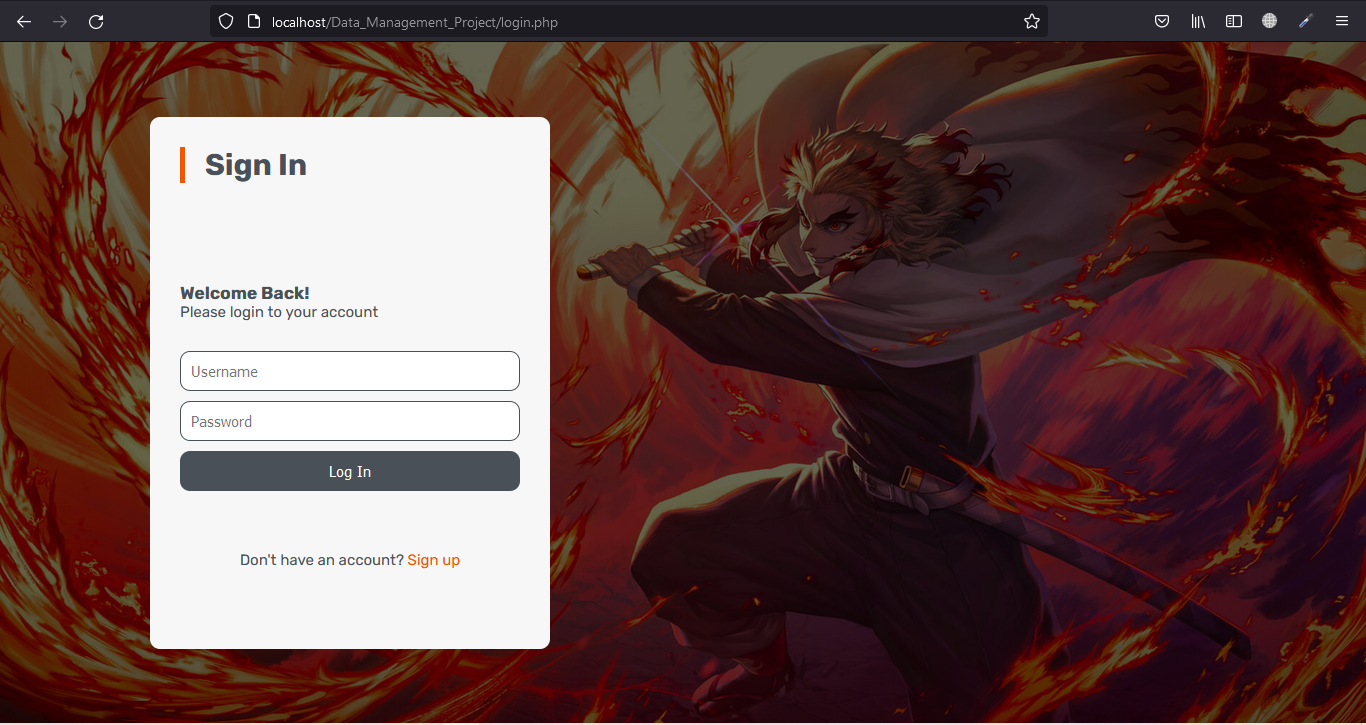 localhost/Data_Management_Project/login.php
Sign In
Welcome Back!
Please login to your account
Username
Password
Log In
Don't have an account? Sign up